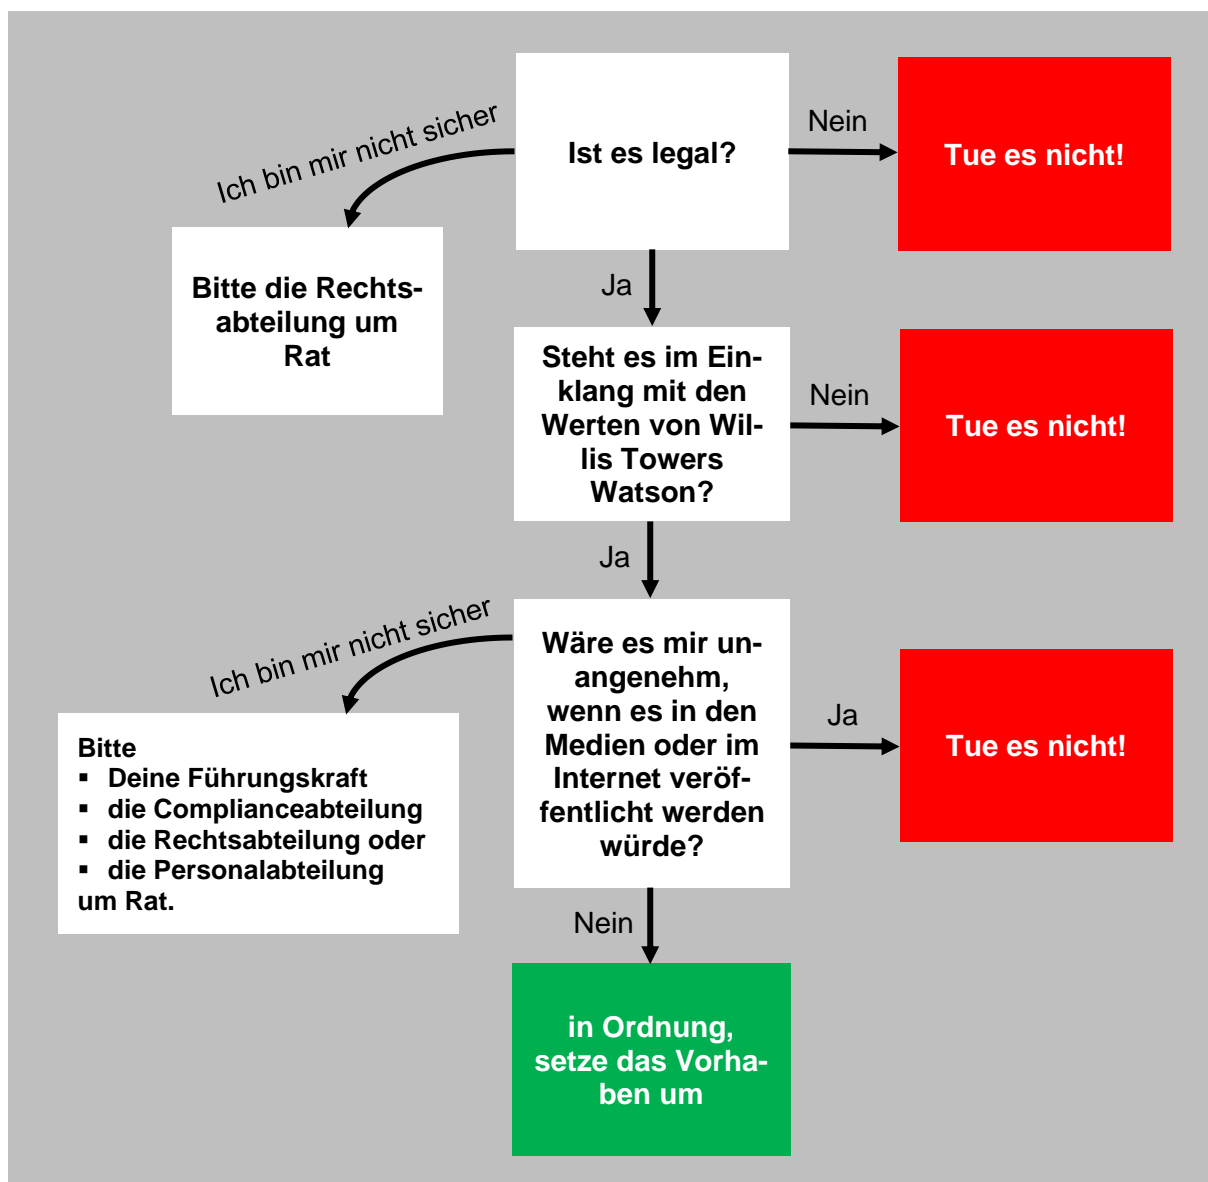 Ist es legal?
Nein
Tue es nicht!
Ich bin mir nicht sicher
Bitte die Rechts-
abteilung um
Rat
Ja
Steht es im Ein-
klang mit den
Werten von Wil-
lis Towers
Watson?
Nein
Tue es nicht!
Ja
Wäre es mir un-
angenehm,
wenn es in den
Medien oder im
Internet veröf-
fentlicht werden
würde?
Ja
Tue es nicht!
Ich bin mir nicht sicher
Bitte
▪ Deine Führungskraft
▪ die Complianceabteilung
▪ die Rechtsabteilung oder
▪ die Personalabteilung
um Rat.
Nein
in Ordnung,
setze das Vorha-
ben um